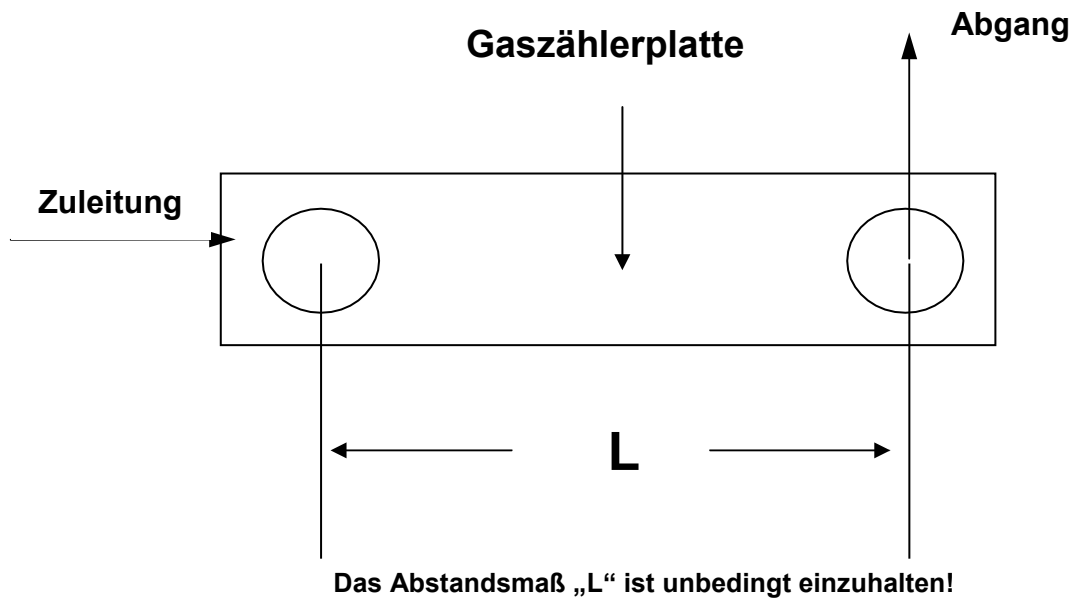 Abgang
Gaszählerplatte
Zuleitung
L
Das Abstandsmaß „L“ ist unbedingt einzuhalten!